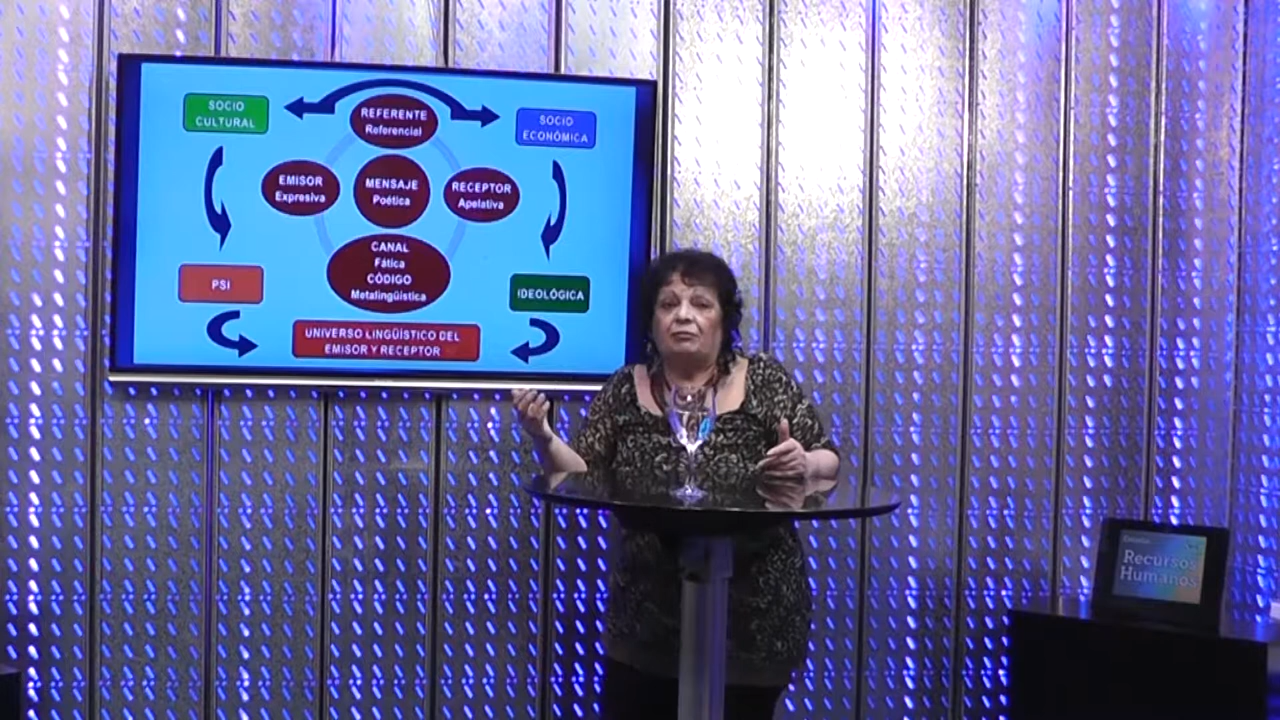 SOCIO
CULTURAL
REFERENTE
Referencial
SOCIO
ECONÓMICA
EMISOR
Expresiva
MENSAJE
Poética
RECEPTOR
Apelativa
CANAL
Fática
CÓDIGO
Metalingüística
PSI
IDEOLÓGICA
UNIVERSO LINGÜÍSTICO DEL
EMISOR Y RECEPTOR
Recursos
Humanos